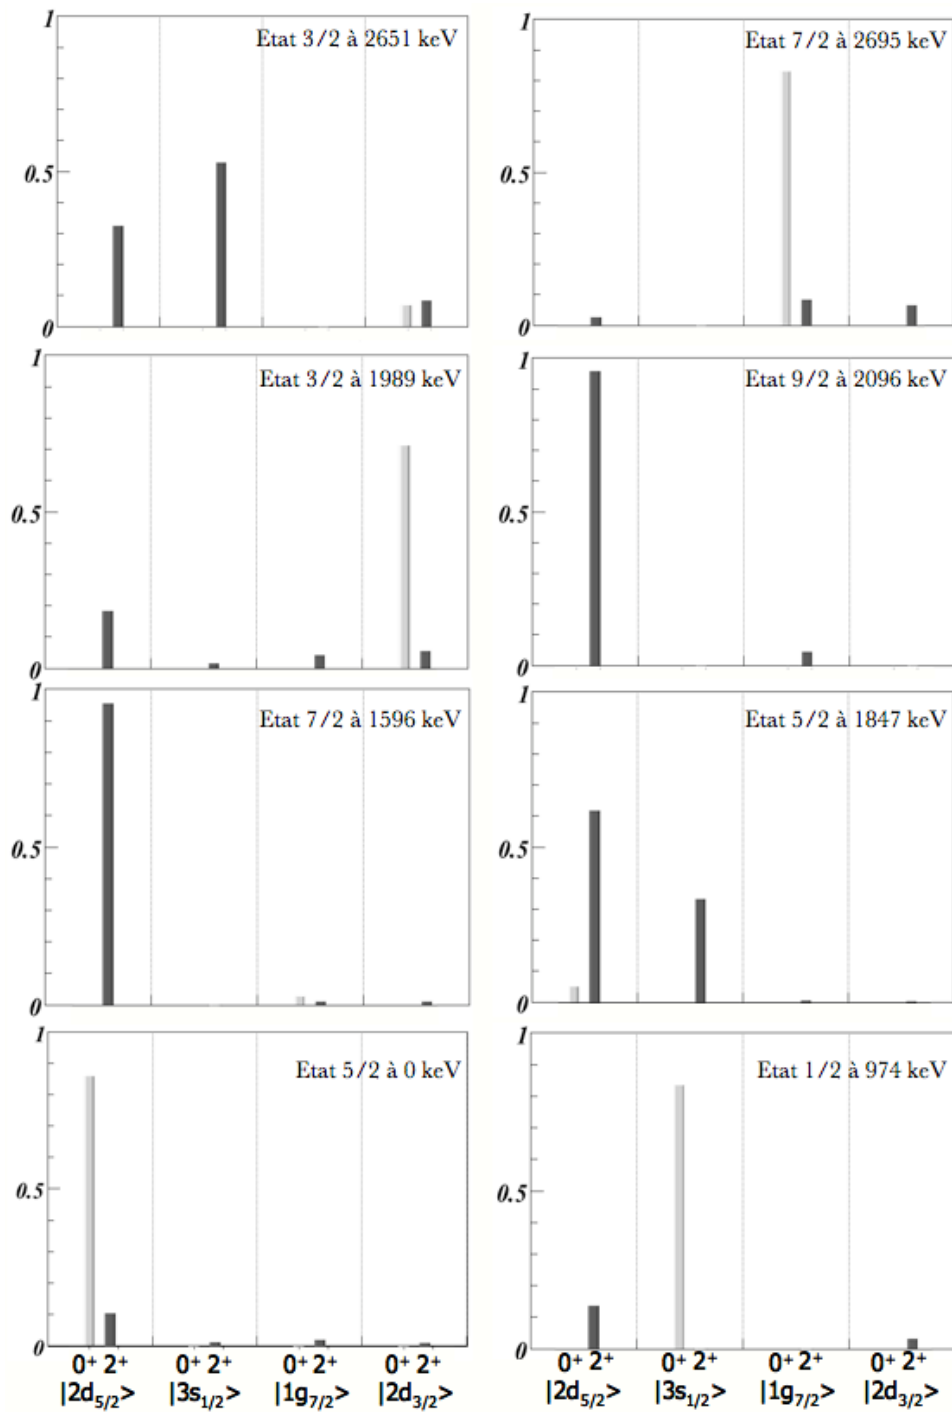 1
Etat 3/2 à 2651 keV
0.5
0
1
Etat 7/2 à 2695 keV
0.5
0
1
Etat 3/2 à 1989 keV
0.5
0
1
Etat 9/2 à 2096 keV
0.5
0
1
Etat 7/2 à 1596 keV
0.5
0
1
Etat 5/2 à 1847 keV
0.5
0
1
Etat 5/2 à 0 keV
0.5
0
0⁺ 2⁺ 0⁺ 2⁺ 0⁺ 2⁺ 0⁺ 2⁺
|2d₅/₂> |3s₁/₂> |1g₇/₂> |2d₃/₂>
1
Etat 1/2 à 974 keV
0.5
0
0⁺ 2⁺ 0⁺ 2⁺ 0⁺ 2⁺ 0⁺ 2⁺
|2d₅/₂> |3s₁/₂> |1g₇/₂> |2d₃/₂>